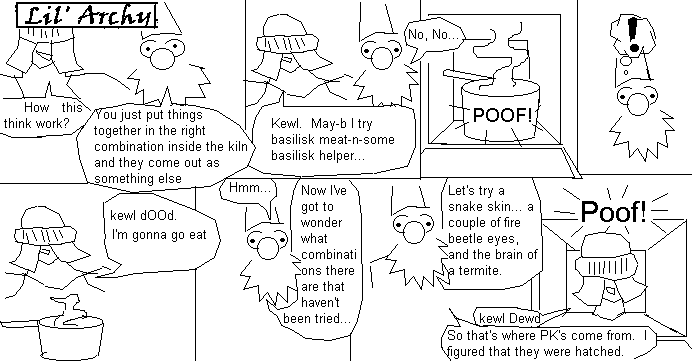 Lil' Archy
How this
think work?
You just put things
together in the right
combination inside the kiln
and they come out as
something else
Kewl. May-b I try
basilisk meat-n-some
basilisk helper...
No, No...
POOF!
!
kewl dOOd.
I'm gonna go eat
Hmm...
Now I've
got to
wonder
what
combinati
ons there
are that
haven't
been tried...
Let's try a
snake skin... a
couple of fire
beetle eyes,
and the brain of
a termite.
Poof!
kewl Dewd
So that's where PK's come from. I
figured that they were hatched.